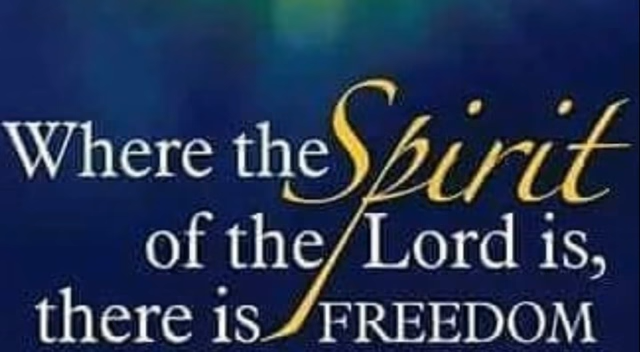 Where the Spirit
of the Lord is,
there is FREEDOM